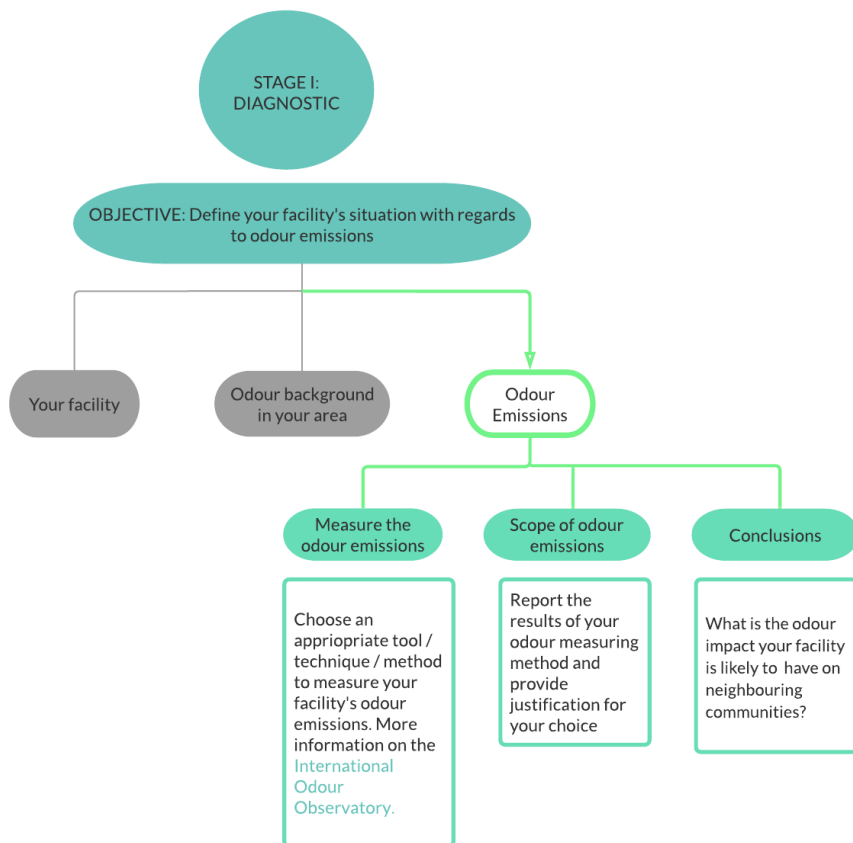 STAGE I:
DIAGNOSTIC
OBJECTIVE: Define your facility's situation with regards
to odour emissions
Your facility
Odour background
in your area
Odour
Emissions
Measure the
odour emissions
Scope of odour
emissions
Conclusions
Choose an
appriopriate tool /
technique / method
to measure your
facility's odour
emissions. More
information on the
International
Odour
Observatory.
Report the
results of your
odour measuring
method and
provide
justification for
your choice
What is the odour
impact your facility
is likely to have on
neighbouring
communities?